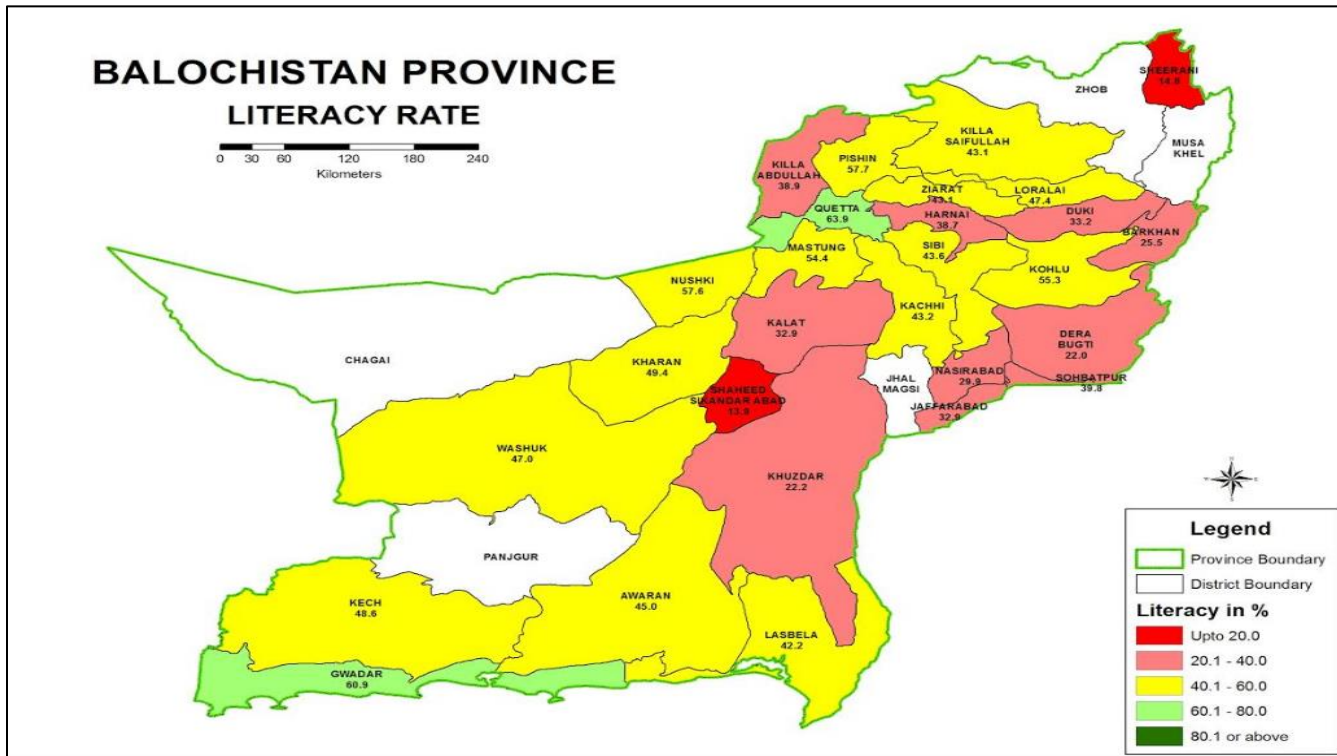 BALOCHISTAN PROVINCE
LITERACY RATE
0 30 60 120 180 240
Kilometers
SHEERANI
14.8
ZHOB
MUSA
KHEL
KILLA
SAIFULLAH
43.1
PISHIN
57.7
KILLA
ABDULLAH
38.9
ZIARAT
43.1
LORALAI
47.4
QUETTA
63.9
HARNAI
38.7
DUKI
33.2
BARKHAN
25.5
MASTUNG
54.4
SIBI
43.6
KOHLU
55.3
NUSHKI
57.6
KACHHI
43.2
KALAT
32.9
DERA
BUGTI
22.0
CHAGAI
KHARAN
49.4
JHAL
MAGSI
NASIRABAD
29.9
SOHBATPUR
39.8
SHAHEED
SIKANDAR ABAD
JAFFARABAD
32.9
WASHUK
47.0
KHUZDAR
22.2
PANJGUR
KECH
48.6
AWARAN
45.0
LASBELA
42.2
GWADAR
60.9
Legend
Province Boundary
District Boundary
Literacy in %
Upto 20.0
20.1 - 40.0
40.1 - 60.0
60.1 - 80.0
80.1 or above